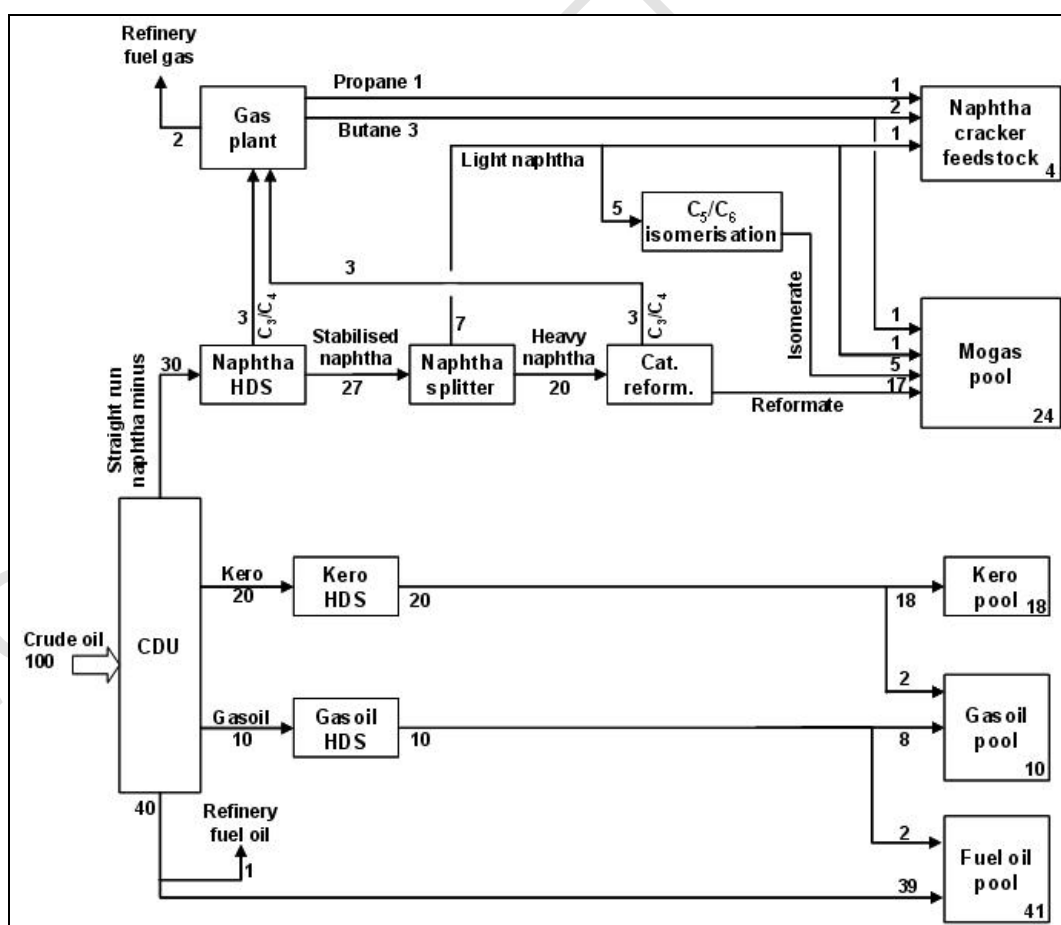 Refinery
fuel gas
2
Gas
plant
Propane 1
Butane 3
1
2
1
Naphtha
cracker
feedstock
4
Light naphtha
5
C5/C6
isomerisation
3
3
C3/C4
3
C3/C4
Isomerate
7
Stabilised
naphtha
27
Heavy
naphtha
20
30
Naphtha
HDS
Naphtha
splitter
Cat.
reform.
Reformate
1
1
5
17
Mogas
pool
24
Straight run
naphtha minus
Crude oil
100
CDU
Kero
20
Kero
HDS
20
18
Kero
pool
18
2
Gasoil
10
Gasoil
HDS
10
8
Gasoil
pool
10
40
Refinery
fuel oil
1
2
39
Fuel oil
pool
41